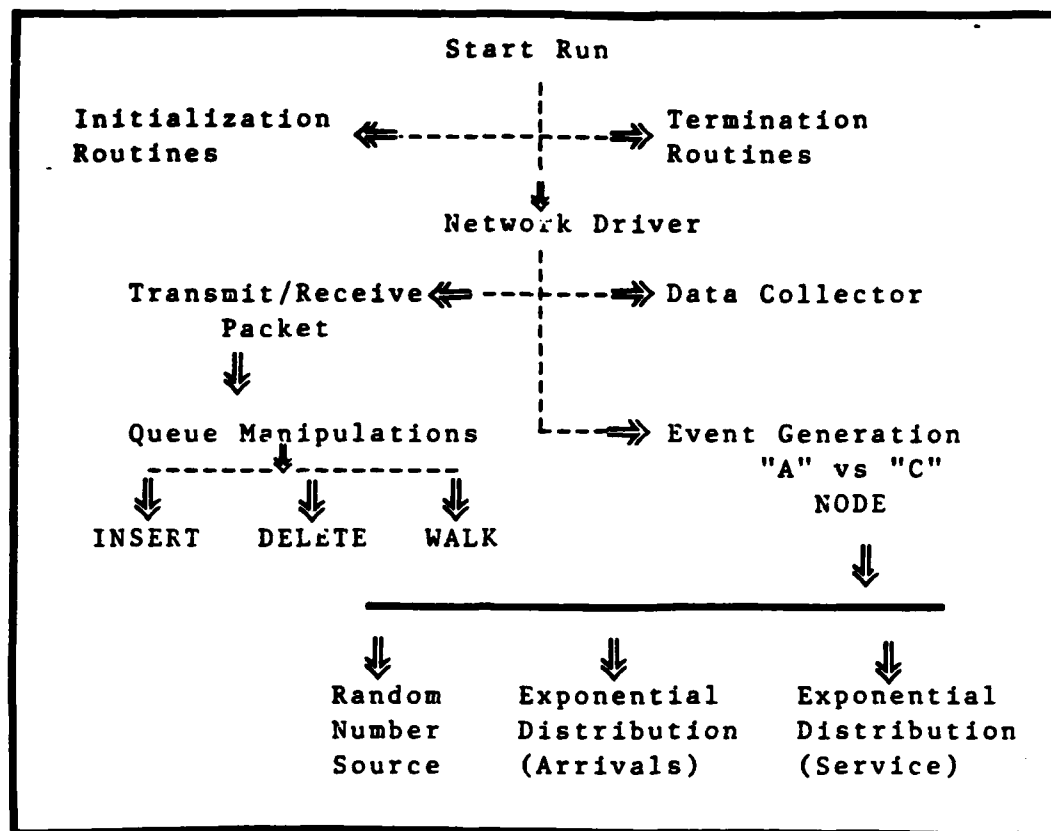 Start Run
Initialization
Routines
Termination
Routines
Network Driver
Transmit/Receive
Packet
Data Collector
Queue Manipulations
Event Generation
"A" vs "C"
NODE
INSERT DELETE WALK
Random
Number
Source
Exponential
Distribution
(Arrivals)
Exponential
Distribution
(Service)